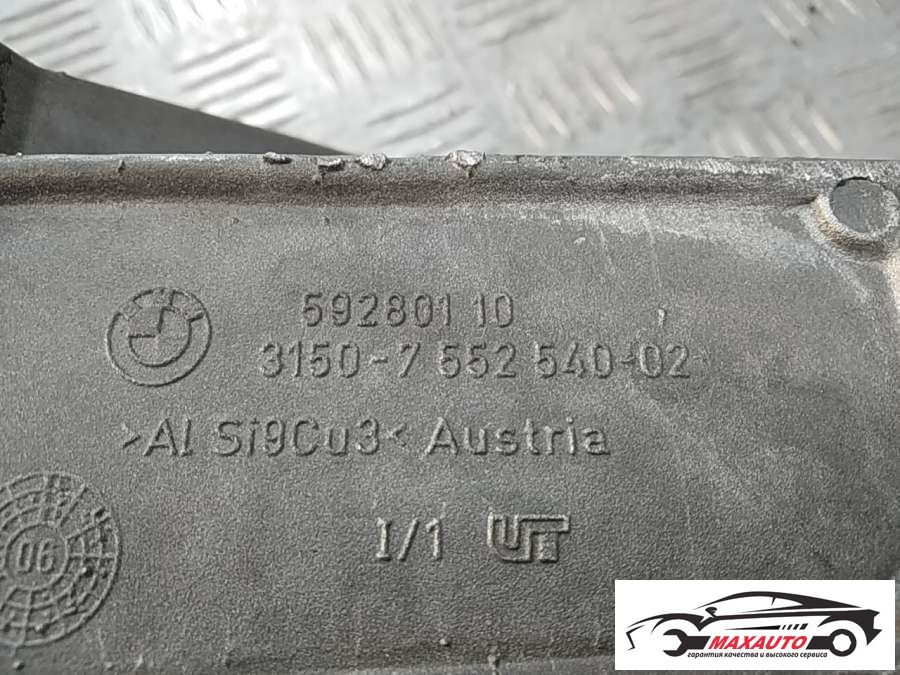 592801 10
3150-7 552 540-02
>Al Si9Cu3< Austria
I/1
06
MAXAUTO
гарантия качества и высокого сервиса